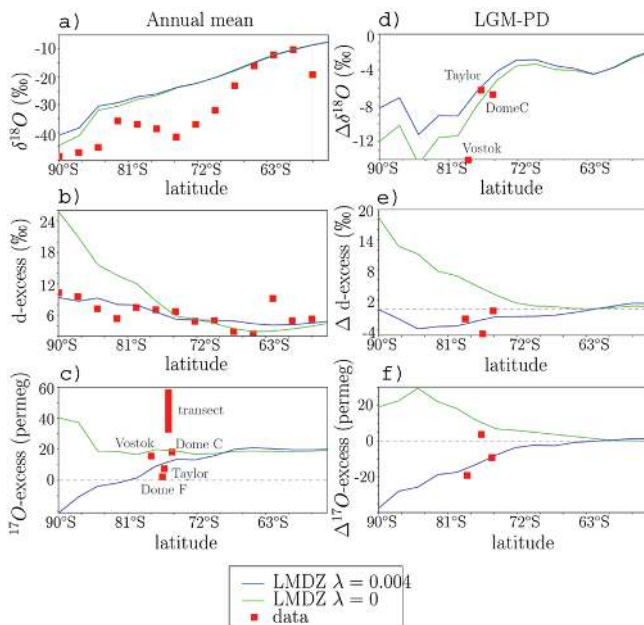 Annual mean
LGM-PD
a)
-10
-20
-30
-40
δ¹⁸O (‰)
90°S 81°S 72°S 63°S
latitude
d)
4
0
-4
-8
-12
Δδ¹⁸O (‰)
Taylor
DomeC
Vostok
90°S 81°S 72°S 63°S
latitude
b)
24
18
12
6
d-excess (‰)
90°S 81°S 72°S 63°S
latitude
e)
20
14
8
2
-4
Δ d-excess (‰)
90°S 81°S 72°S 63°S
latitude
c)
60
40
20
0
¹⁷O-excess (permeg)
transect
Vostok
Dome C
Taylor
Dome F
90°S 81°S 72°S 63°S
latitude
f)
20
0
-20
Δ¹⁷O-excess (permeg)
90°S 81°S 72°S 63°S
latitude
LMDZ λ = 0.004
LMDZ λ = 0
data